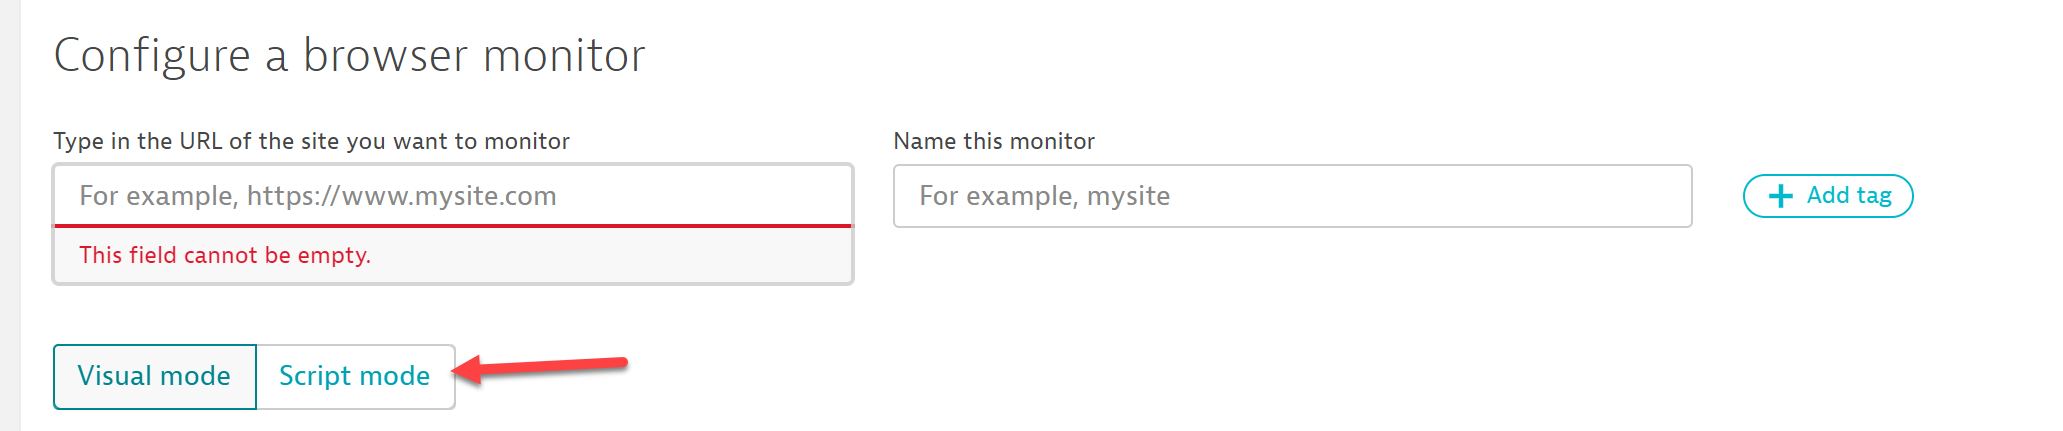 Configure a browser monitor
Type in the URL of the site you want to monitor
Name this monitor
For example, https://www.mysite.com
For example, mysite
Add tag
This field cannot be empty.
Visual mode
Script mode